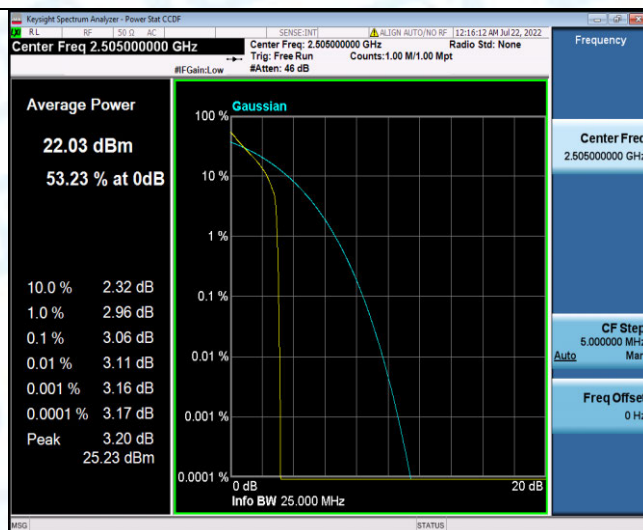 Keysight Spectrum Analyzer - Power Stat CCDF
RL RF 50 Ω AC SENSE:INT ALIGN AUTO/NO RF 12:16:12 AM Jul 22, 2022
Center Freq 2.505000000 GHz
Center Freq: 2.505000000 GHz Radio Std: None
Trig: Free Run Counts:1.00 M/1.00 Mpt
#IFGain:Low #Atten: 46 dB
Frequency
Average Power
22.03 dBm
53.23 % at 0dB
10.0 % 2.32 dB
1.0 % 2.96 dB
0.1 % 3.06 dB
0.01 % 3.11 dB
0.001 % 3.16 dB
0.0001 % 3.17 dB
Peak 3.20 dB
25.23 dBm
Gaussian
100 %
10 %
1 %
0.1 %
0.01 %
0.001 %
0.0001 %
0 dB 20 dB
Info BW 25.000 MHz
Center Freq
2.505000000 GHz
CF Step
5.000000 MHz
Auto Man
Freq Offset
0 Hz
MSG STATUS